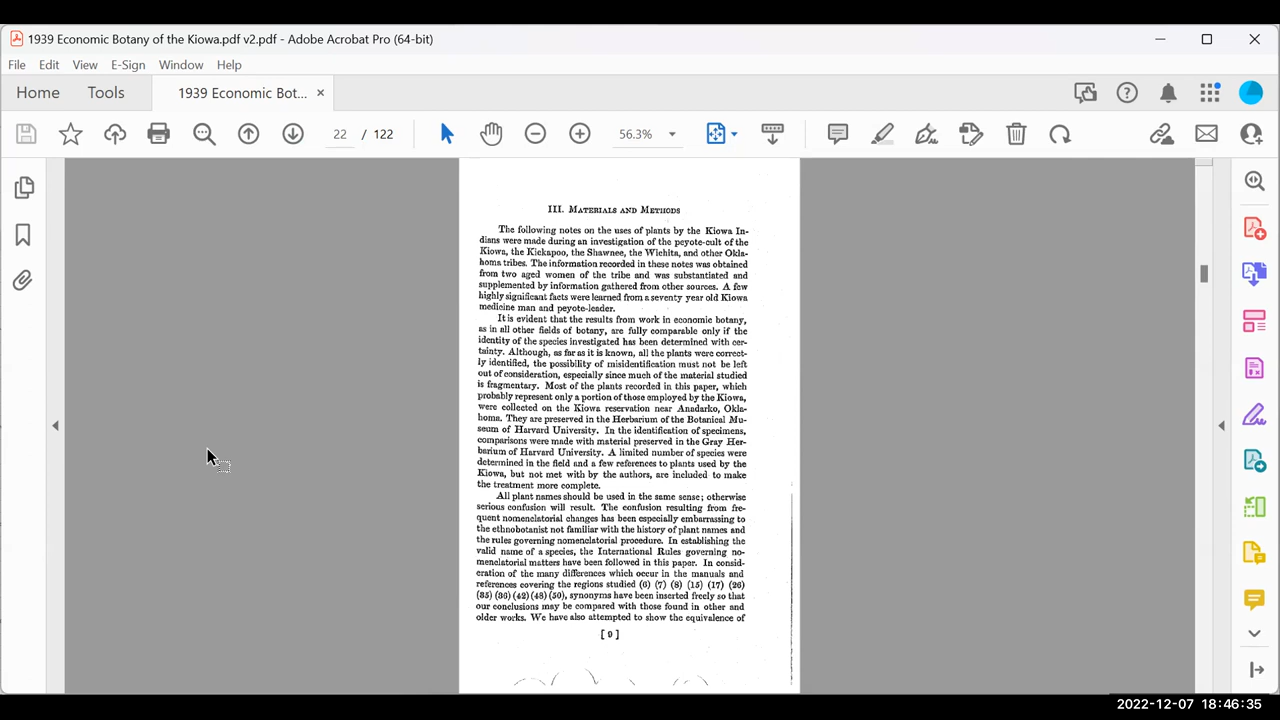 1939 Economic Botany of the Kiowa.pdf v2.pdf - Adobe Acrobat Pro (64-bit)
File Edit View E-Sign Window Help
Home Tools 1939 Economic Bot... ×
22 / 122 56.3%
III. MATERIALS AND METHODS
The following notes on the uses of plants by the Kiowa In-
dians were made during an investigation of the peyote-cult of the
Kiowa, the Kickapoo, the Shawnee, the Wichita, and other Okla-
homa tribes. The information recorded in these notes was obtained
from two aged women of the tribe and was substantiated and
supplemented by information gathered from other sources. A few
highly significant facts were learned from a seventy year old Kiowa
medicine man and peyote-leader.
It is evident that the results from work in economic botany,
as in all other fields of botany, are fully comparable only if the
identity of the species investigated has been determined with cer-
tainty. Although, as far as it is known, all the plants were correct-
ly identified, the possibility of misidentification must not be left
out of consideration, especially since much of the material studied
is fragmentary. Most of the plants recorded in this paper, which
probably represent only a portion of those employed by the Kiowa,
were collected on the Kiowa reservation near Anadarko, Okla-
homa. They are preserved in the Herbarium of the Botanical Mu-
seum of Harvard University. In the identification of specimens,
comparisons were made with material preserved in the Gray Her-
barium of Harvard University. A limited number of species were
determined in the field and a few references to plants used by the
Kiowa, but not met with by the authors, are included to make
the treatment more complete.
All plant names should be used in the same sense; otherwise
serious confusion will result. The confusion resulting from fre-
quent nomenclatorial changes has been especially embarrassing to
the ethnobotanist not familiar with the history of plant names and
the rules governing nomenclatorial procedure. In establishing the
valid name of a species, the International Rules governing no-
menclatorial matters have been followed in this paper. In consid-
eration of the many differences which occur in the manuals and
references covering the regions studied (6) (7) (8) (15) (17) (26)
(35) (36) (42) (48) (50), synonyms have been inserted freely so that
our conclusions may be compared with those found in other and
older works. We have also attempted to show the equivalence of
[ 9 ]
2022-12-07 18:46:35